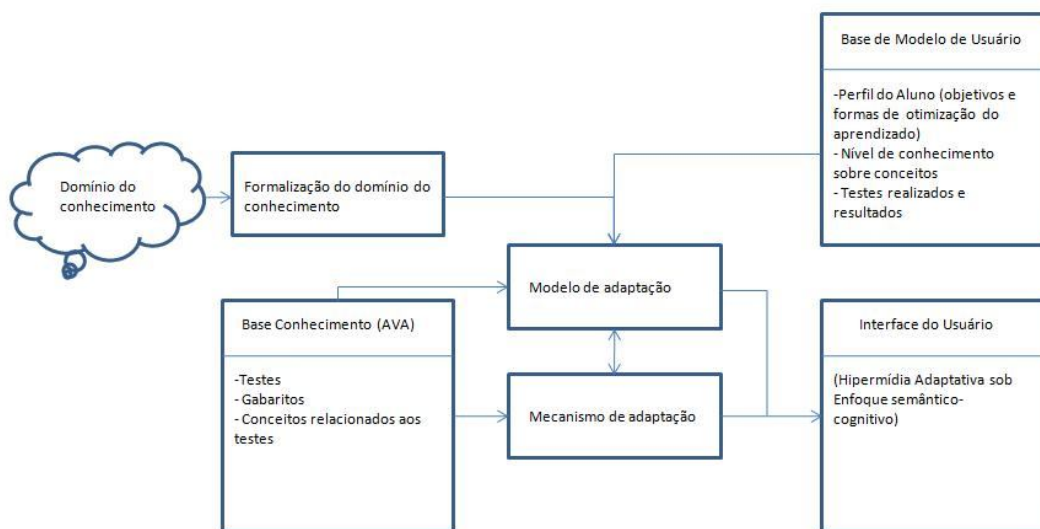 Base de Modelo de Usuário
-Perfil do Aluno (objetivos e
formas de otimização do
aprendizado)
- Nível de conhecimento
sobre conceitos
- Testes realizados e
resultados
Domínio do
conhecimento
Formalização do domínio do
conhecimento
Modelo de adaptação
Base Conhecimento (AVA)
-Testes
- Gabaritos
- Conceitos relacionados aos
testes
Mecanismo de adaptação
Interface do Usuário
(Hipermídia Adaptativa sob
Enfoque semântico-
cognitivo)